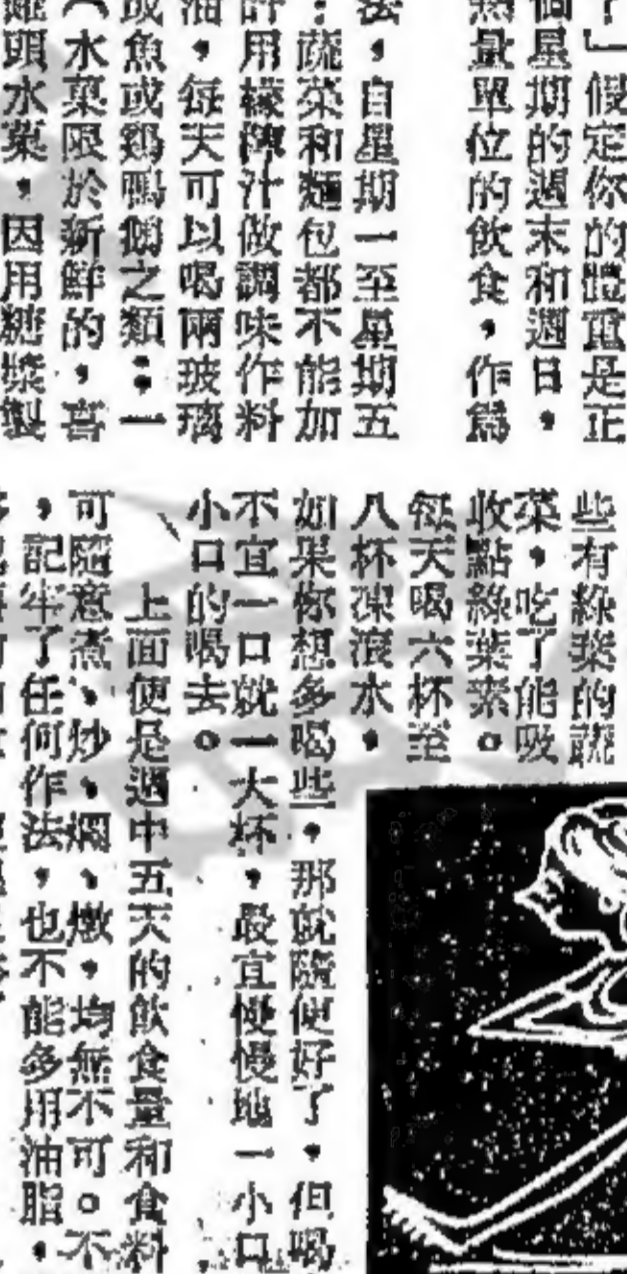 ？」假定你的體重是正
個星期的週末和週日，
熱量單位的飲食，作爲
法，自星期一至星期五
：蔬菜和麵包都不能加
許用檬檸汁做調味作料
油，每天可以喝兩玻璃
或魚或鷄鴨鵝之類；一
（水菓限於新鮮的，喜
罐頭水菓，因用糖漿製
些有綠葉的蔬
菜，吃了能吸
收點綠葉素。
每天喝六杯至
八杯凍滾水，
如果你想多喝些，那就隨便好了，但喝
不宜一口就一大杯，最宜慢慢地一小口
小口的喝去。
上面便是週中五天的飲食量和食料
可隨意煮、炒、燜、燉，均無不可。不
，記牢了任何作法，也不能多用油脂，